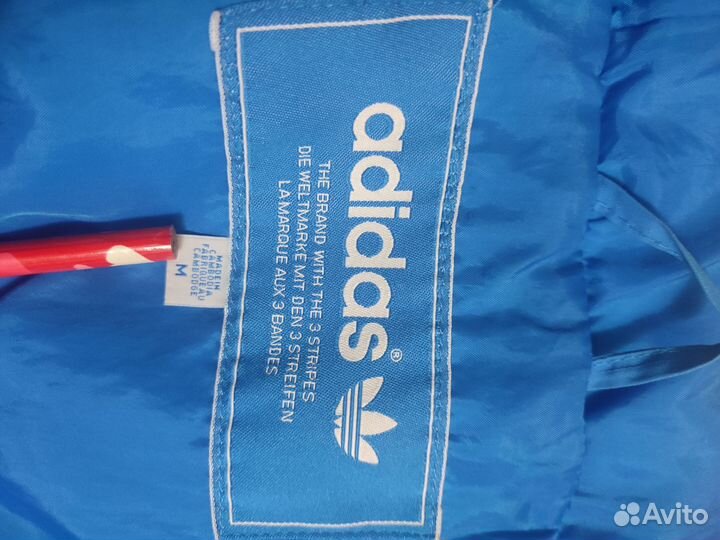 adidas®
THE BRAND WITH THE 3 STRIPES
DIE WELTMARKE MIT DEN 3 STREIFEN
LA MARQUE AUX 3 BANDES
MADE IN
CAMBODIA
FABRIQUE AU
CAMBODGE
M
Avito